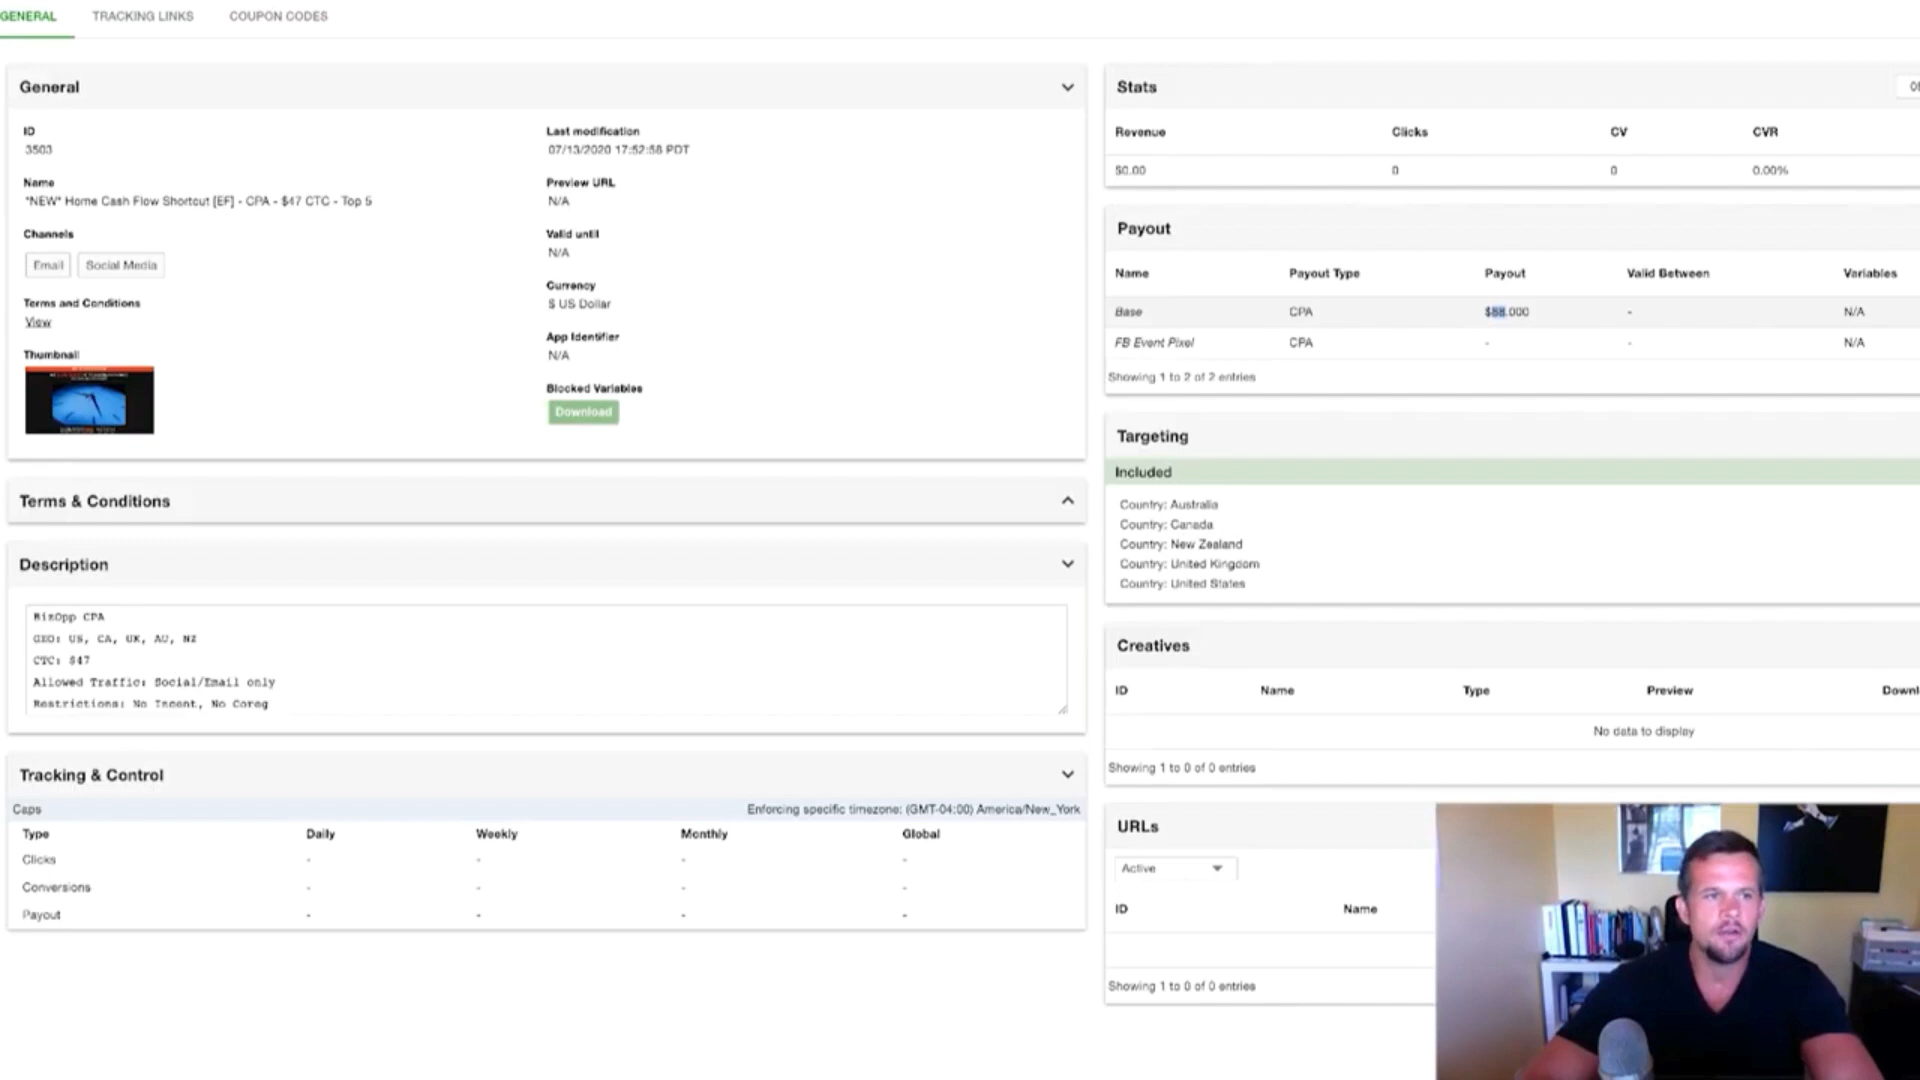 GENERAL
TRACKING LINKS
COUPON CODES
General
ID
3503
Name
*NEW* Home Cash Flow Shortcut [EF] - CPA - $47 CTC - Top 5
Channels
Email
Social Media
Terms and Conditions
View
Thumbnail
Last modification
07/13/2020 17:52:58 PDT
Preview URL
N/A
Valid until
N/A
Currency
$ US Dollar
App Identifier
N/A
Blocked Variables
Download
Terms & Conditions
Description
BizOpp CPA
GEO: US, CA, UK, AU, NZ
CTC: $47
Allowed Traffic: Social/Email only
Restrictions: No Incent, No Coreg
Tracking & Control
Caps Enforcing specific timezone: (GMT-04:00) America/New_York
Type Daily Weekly Monthly Global
Clicks - - - -
Conversions - - - -
Payout - - - -
Stats
Revenue Clicks CV CVR
$0.00 0 0 0.00%
Payout
Name Payout Type Payout Valid Between Variables
Base CPA $88.000 - N/A
FB Event Pixel CPA - - N/A
Showing 1 to 2 of 2 entries
Targeting
Included
Country: Australia
Country: Canada
Country: New Zealand
Country: United Kingdom
Country: United States
Creatives
ID Name Type Preview Downl
No data to display
Showing 1 to 0 of 0 entries
URLs
Active
ID Name
Showing 1 to 0 of 0 entries